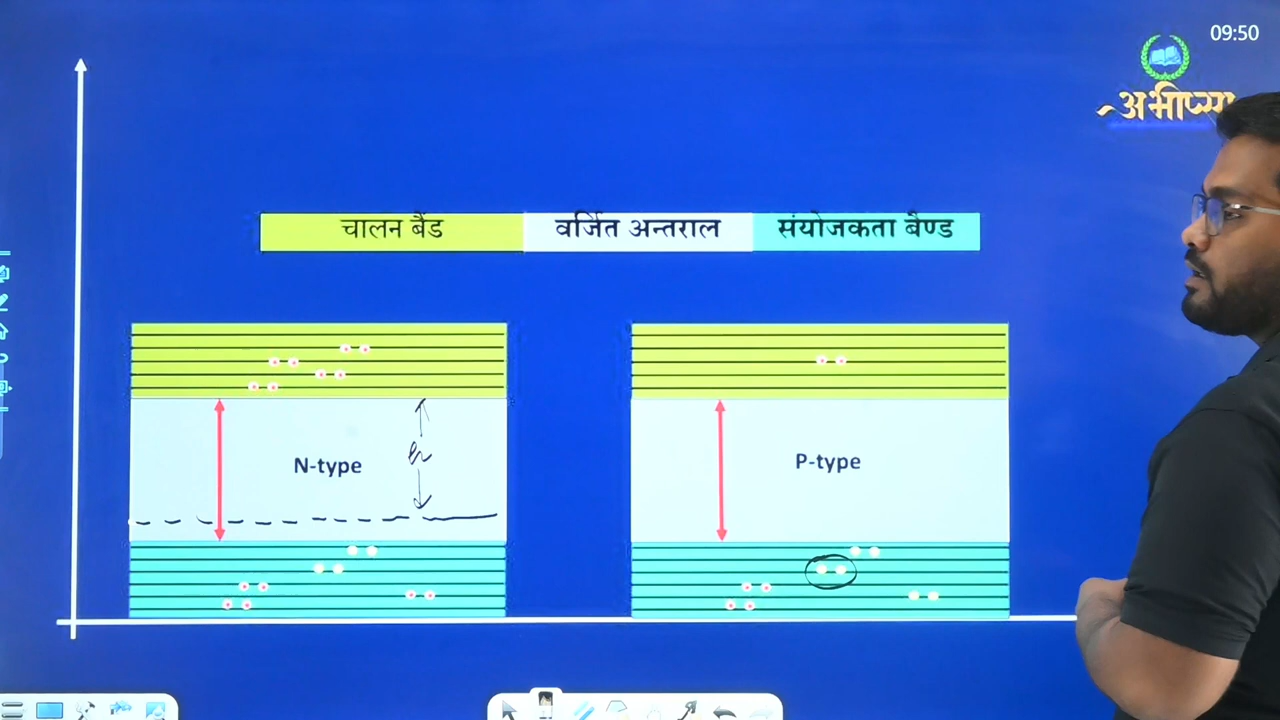 09:50
अभीप्सा
चालन बैंड वर्जित अन्तराल संयोजकता बैण्ड
N-type P-type